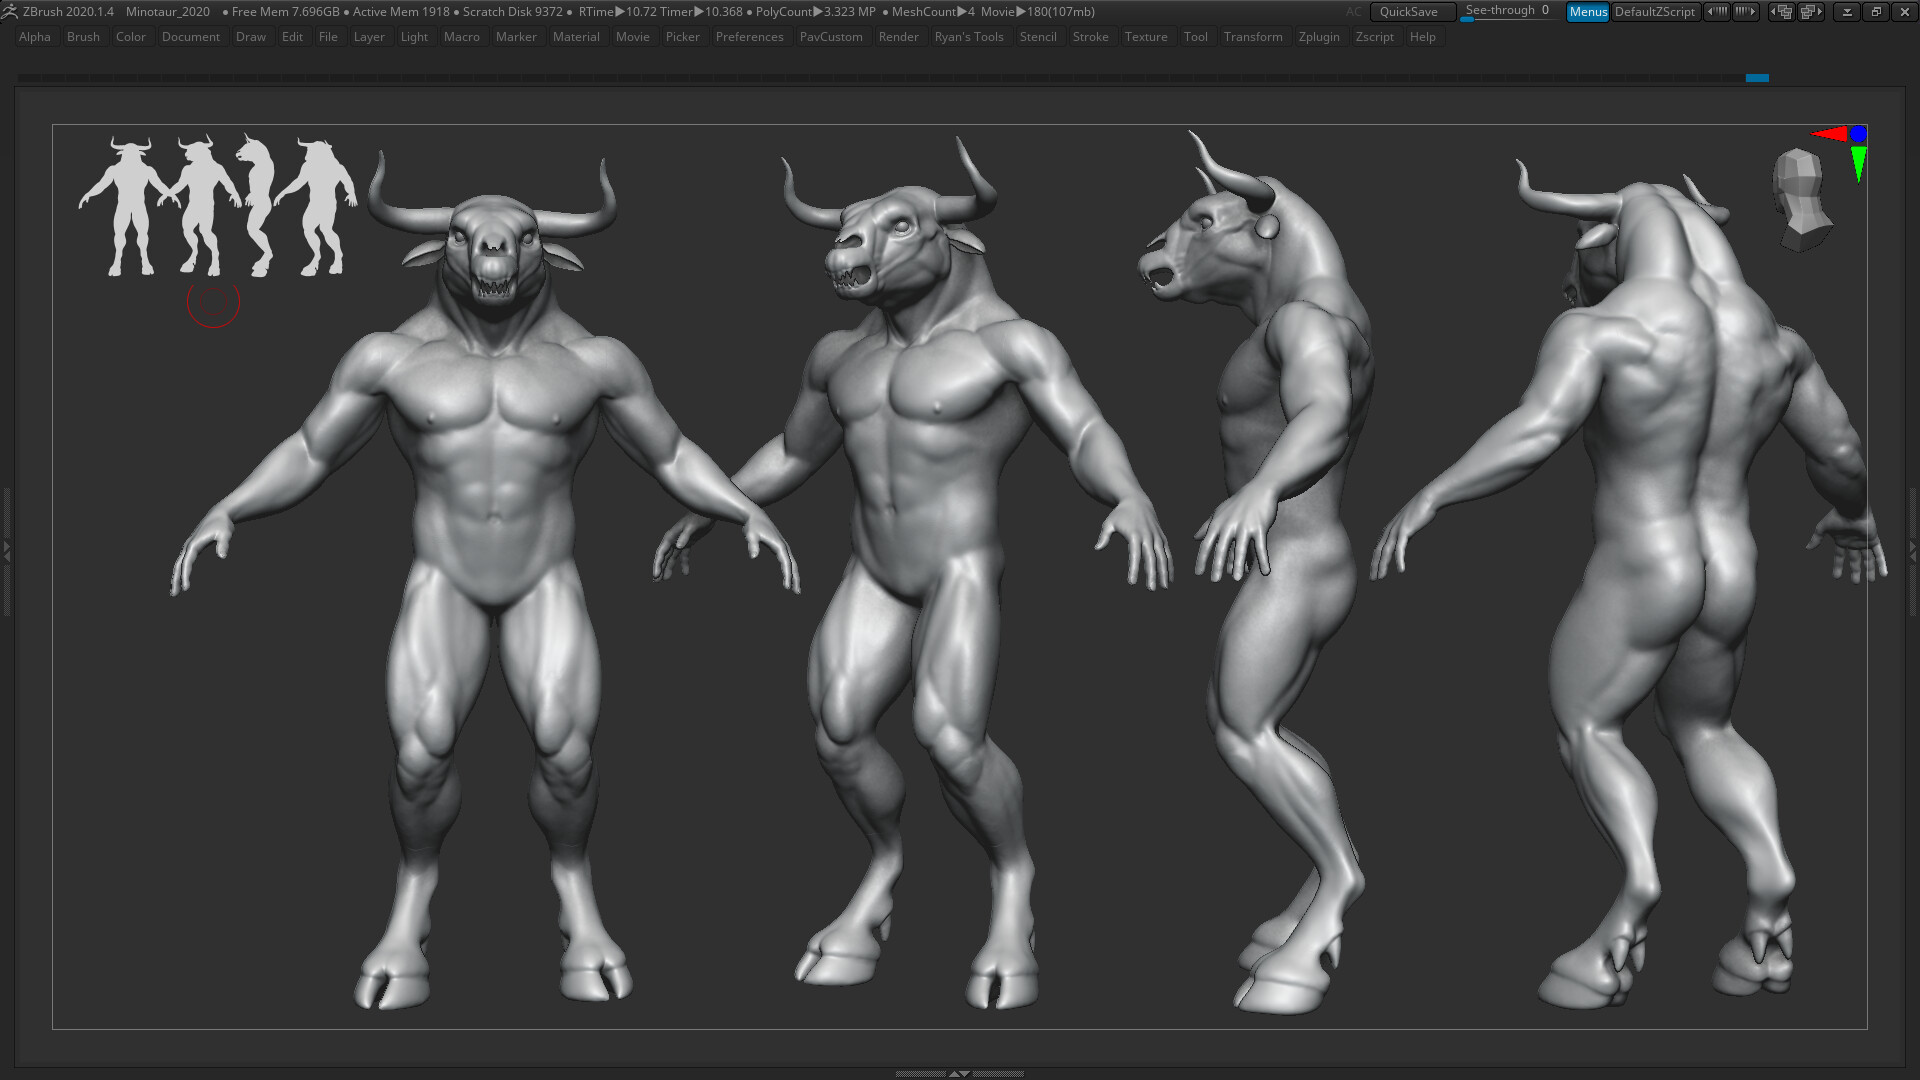 ZBrush 2020.1.4 Minotaur_2020 ● Free Mem 7.696GB ● Active Mem 1918 ● Scratch Disk 9372 ● RTime▶10.72 Timer▶10.368 ● PolyCount▶3.323 MP ● MeshCount▶4 Movie▶180(107mb) AC QuickSave See-through 0 Menus DefaultZScript
Alpha Brush Color Document Draw Edit File Layer Light Macro Marker Material Movie Picker Preferences PavCustom Render Ryan's Tools Stencil Stroke Texture Tool Transform Zplugin Zscript Help